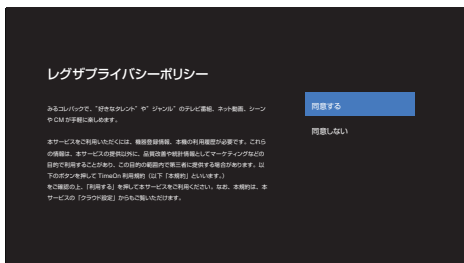 レグザプライバシーポリシー
みるコレパックで、"好きなタレント" や" ジャンル" のテレビ番組、ネット動画、シーン
や CM が手軽に楽しめます。
本サービスをご利用いただくには、機器登録情報、本機の利用履歴が必要です。これら
の情報は、本サービスの提供以外に、品質改善や統計情報としてマーケティングなどの
目的で利用することがあり、この目的の範囲内で第三者に提供する場合があります。以
下のボタンを押して TimeOn 利用規約（以下「本規約」といいます。）
をご確認の上、「利用する」を押して本サービスをご利用ください。なお、本規約は、本
サービスの「クラウド設定」からもご覧いただけます。
同意する
同意しない